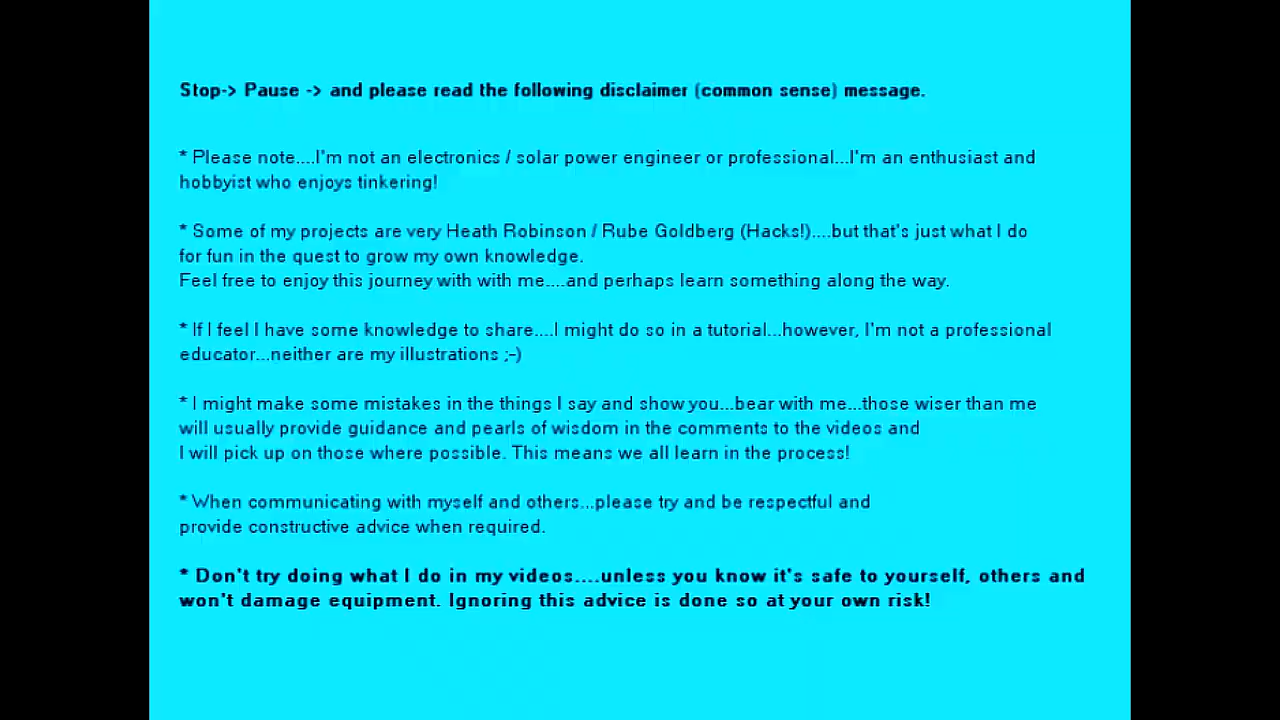 Stop-> Pause -> and please read the following disclaimer (common sense) message.
* Please note....I'm not an electronics / solar power engineer or professional...I'm an enthusiast and
hobbyist who enjoys tinkering!
* Some of my projects are very Heath Robinson / Rube Goldberg (Hacks!)....but that's just what I do
for fun in the quest to grow my own knowledge.
Feel free to enjoy this journey with with me....and perhaps learn something along the way.
* If I feel I have some knowledge to share....I might do so in a tutorial...however, I'm not a professional
educator...neither are my illustrations ;-)
* I might make some mistakes in the things I say and show you...bear with me...those wiser than me
will usually provide guidance and pearls of wisdom in the comments to the videos and
I will pick up on those where possible. This means we all learn in the process!
* When communicating with myself and others...please try and be respectful and
provide constructive advice when required.
* Don't try doing what I do in my videos....unless you know it's safe to yourself, others and
won't damage equipment. Ignoring this advice is done so at your own risk!